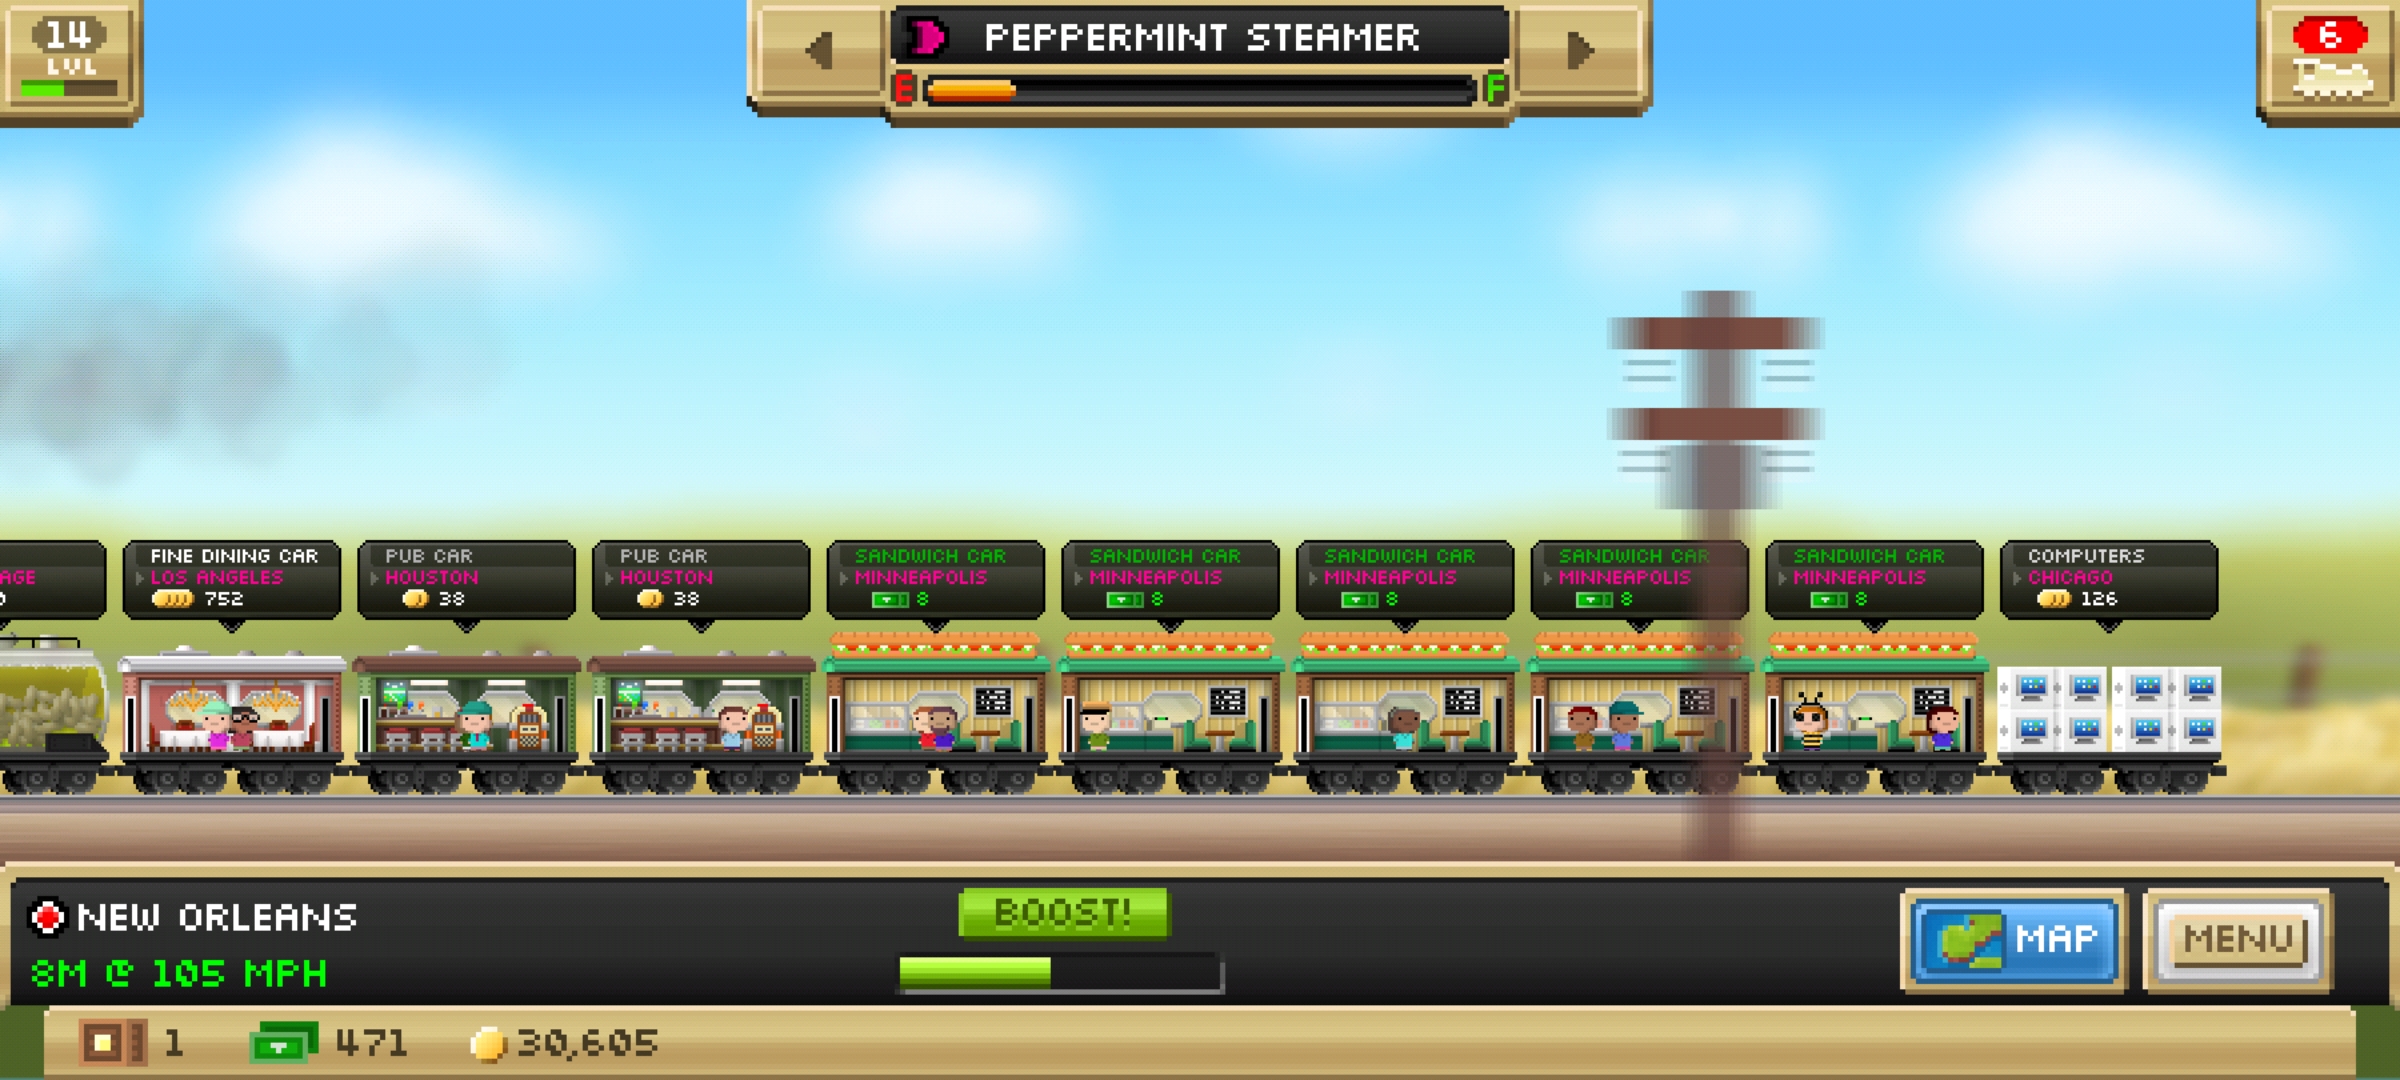 14
LVL
PEPPERMINT STEAMER
E F
6
AGE
FINE DINING CAR
LOS ANGELES
752
PUB CAR
HOUSTON
38
PUB CAR
HOUSTON
38
SANDWICH CAR
MINNEAPOLIS
8
SANDWICH CAR
MINNEAPOLIS
8
SANDWICH CAR
MINNEAPOLIS
8
SANDWICH CAR
MINNEAPOLIS
8
SANDWICH CAR
MINNEAPOLIS
8
COMPUTERS
CHICAGO
126
NEW ORLEANS
8M @ 105 MPH
BOOST!
MAP
MENU
1
471
30,605